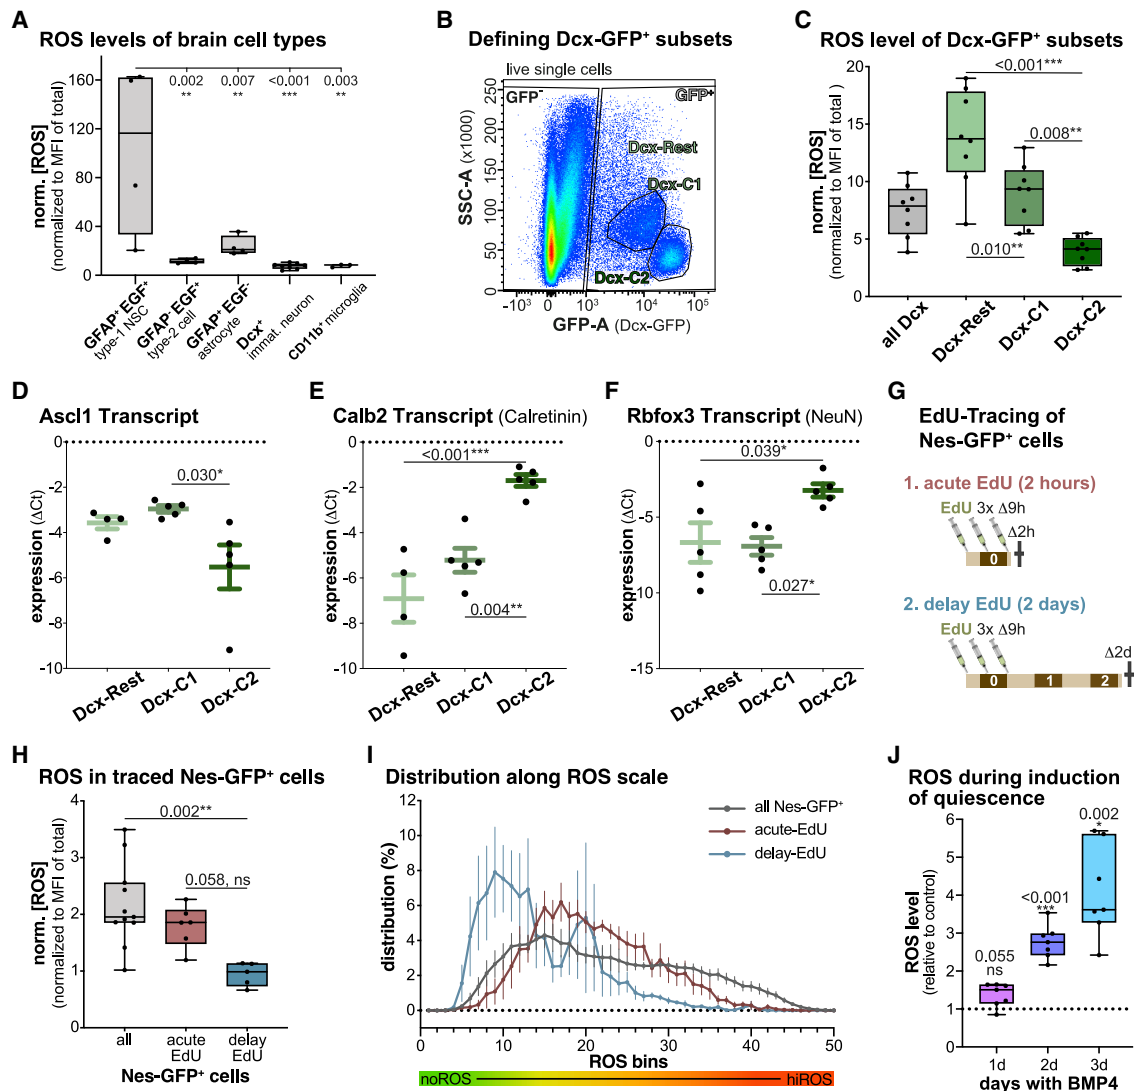 A
ROS levels of brain cell types
norm. [ROS]
(normalized to MFI of total)
160
120
80
40
0
0.002
**
0.007
**
<0.001
***
0.003
**
GFAP⁺ EGF⁺
type-1 NSC
GFAP⁻ EGF⁺
type-2 cell
GFAP⁺ EGF⁻
astrocyte
Dcx⁺
immat. neuron
CD11b⁺ microglia
B
Defining Dcx-GFP⁺ subsets
live single cells
GFP⁻
GFP⁺
SSC-A (x1000)
250
200
150
100
50
0
Dcx-Rest
Dcx-C1
Dcx-C2
-10³
0
10³
10⁴
10⁵
GFP-A (Dcx-GFP)
C
ROS level of Dcx-GFP⁺ subsets
norm. [ROS]
(normalized to MFI of total )
20
15
10
5
0
<0.001***
0.008**
0.010**
all Dcx
Dcx-Rest
Dcx-C1
Dcx-C2
D
Ascl1 Transcript
expression (ΔCt)
0
-2
-4
-6
-8
-10
0.030*
Dcx-Rest
Dcx-C1
Dcx-C2
E
Calb2 Transcript (Calretinin)
expression (ΔCt)
0
-2
-4
-6
-8
-10
<0.001***
0.004**
Dcx-Rest
Dcx-C1
Dcx-C2
F
Rbfox3 Transcript (NeuN)
expression (ΔCt)
0
-5
-10
-15
0.039*
0.027*
Dcx-Rest
Dcx-C1
Dcx-C2
G
EdU-Tracing of
Nes-GFP⁺ cells
1. acute EdU (2 hours)
EdU 3x Δ9h
Δ2h
0
2. delay EdU (2 days)
EdU 3x Δ9h
Δ2d
0
1
2
H
ROS in traced Nes-GFP⁺ cells
norm. [ROS]
(normalized to MFI of total)
4
3
2
1
0
0.002**
0.058, ns
all
acute
EdU
delay
EdU
Nes-GFP⁺ cells
I
Distribution along ROS scale
distribution (%)
12
10
8
6
4
2
0
all Nes-GFP⁺
acute-EdU
delay-EdU
0
10
20
30
40
50
ROS bins
noROS
hiROS
J
ROS during induction
of quiescence
ROS level
(relative to control)
6
5
4
3
2
1
0
0.055
ns
<0.001
***
0.002
*
1d
2d
3d
days with BMP4